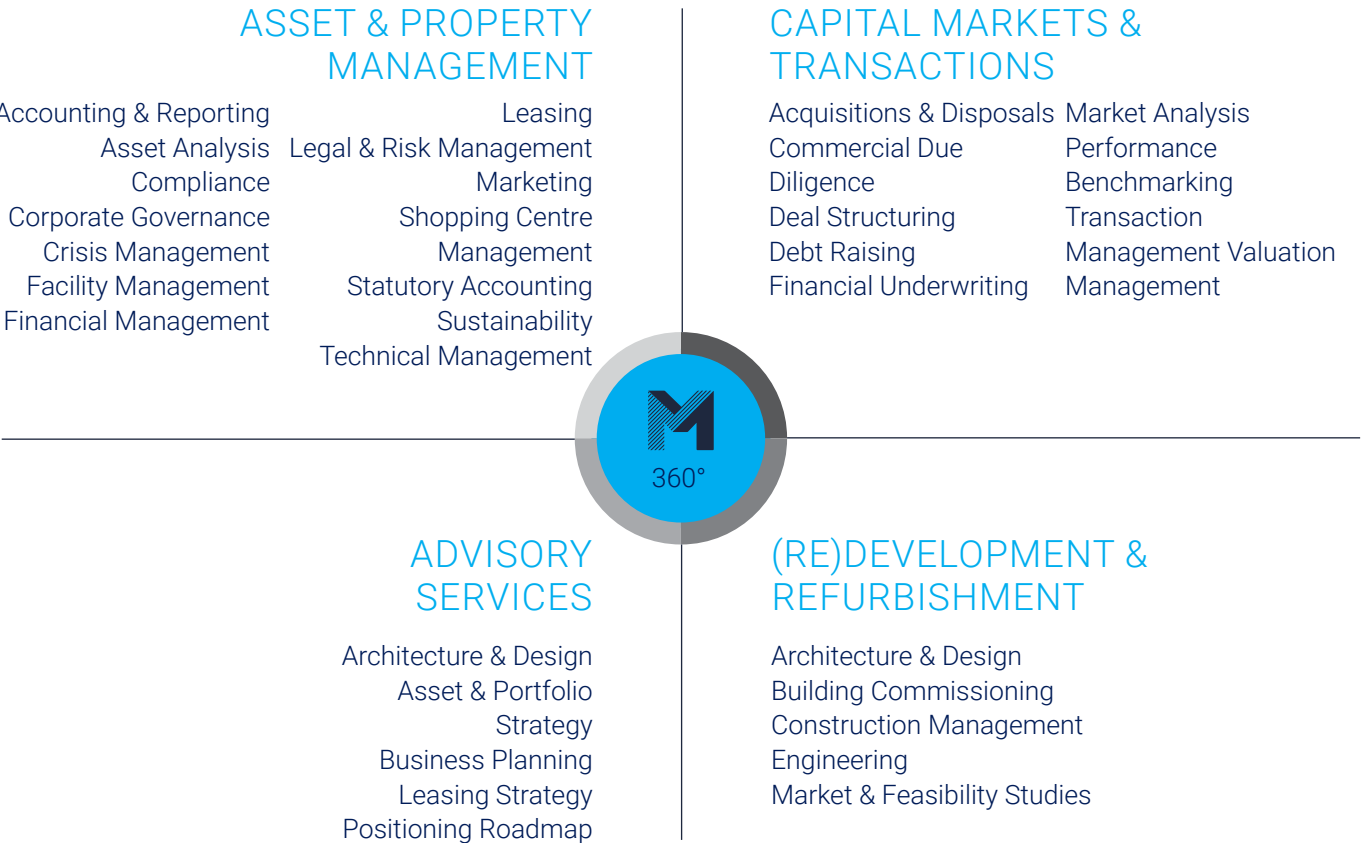 ASSET & PROPERTY
MANAGEMENT
Accounting & Reporting
Asset Analysis
Compliance
Corporate Governance
Crisis Management
Facility Management
Financial Management
Leasing
Legal & Risk Management
Marketing
Shopping Centre
Management
Statutory Accounting
Sustainability
Technical Management
CAPITAL MARKETS &
TRANSACTIONS
Acquisitions & Disposals
Commercial Due
Diligence
Deal Structuring
Debt Raising
Financial Underwriting
Market Analysis
Performance
Benchmarking
Transaction
Management Valuation
Management
M
360°
ADVISORY
SERVICES
Architecture & Design
Asset & Portfolio
Strategy
Business Planning
Leasing Strategy
Positioning Roadmap
(RE)DEVELOPMENT &
REFURBISHMENT
Architecture & Design
Building Commissioning
Construction Management
Engineering
Market & Feasibility Studies